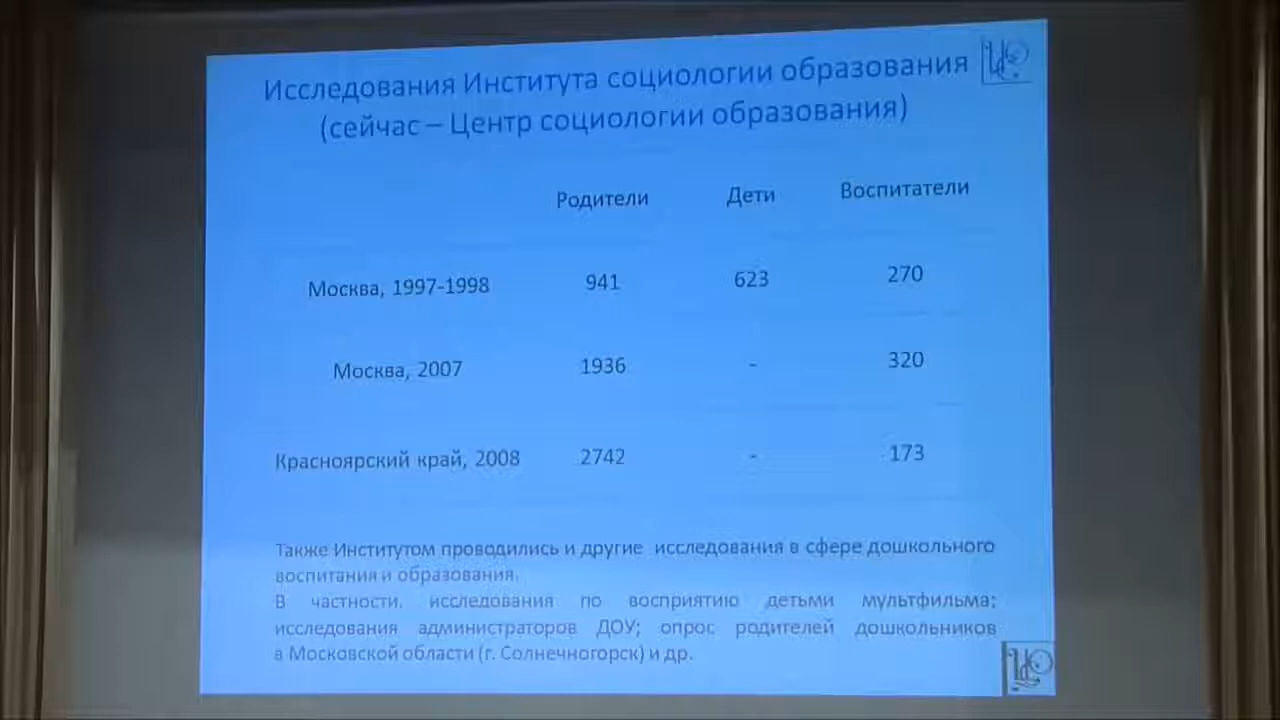 Исследования Института социологии образования
(сейчас – Центр социологии образования)
Родители Дети Воспитатели
Москва, 1997-1998 941 623 270
Москва, 2007 1936 - 320
Красноярский край, 2008 2742 - 173
Также Институтом проводились и другие исследования в сфере дошкольного
воспитания и образования.
В частности, исследования по восприятию детьми мультфильма;
исследования администраторов ДОУ; опрос родителей дошкольников
в Московской области (г. Солнечногорск) и др.